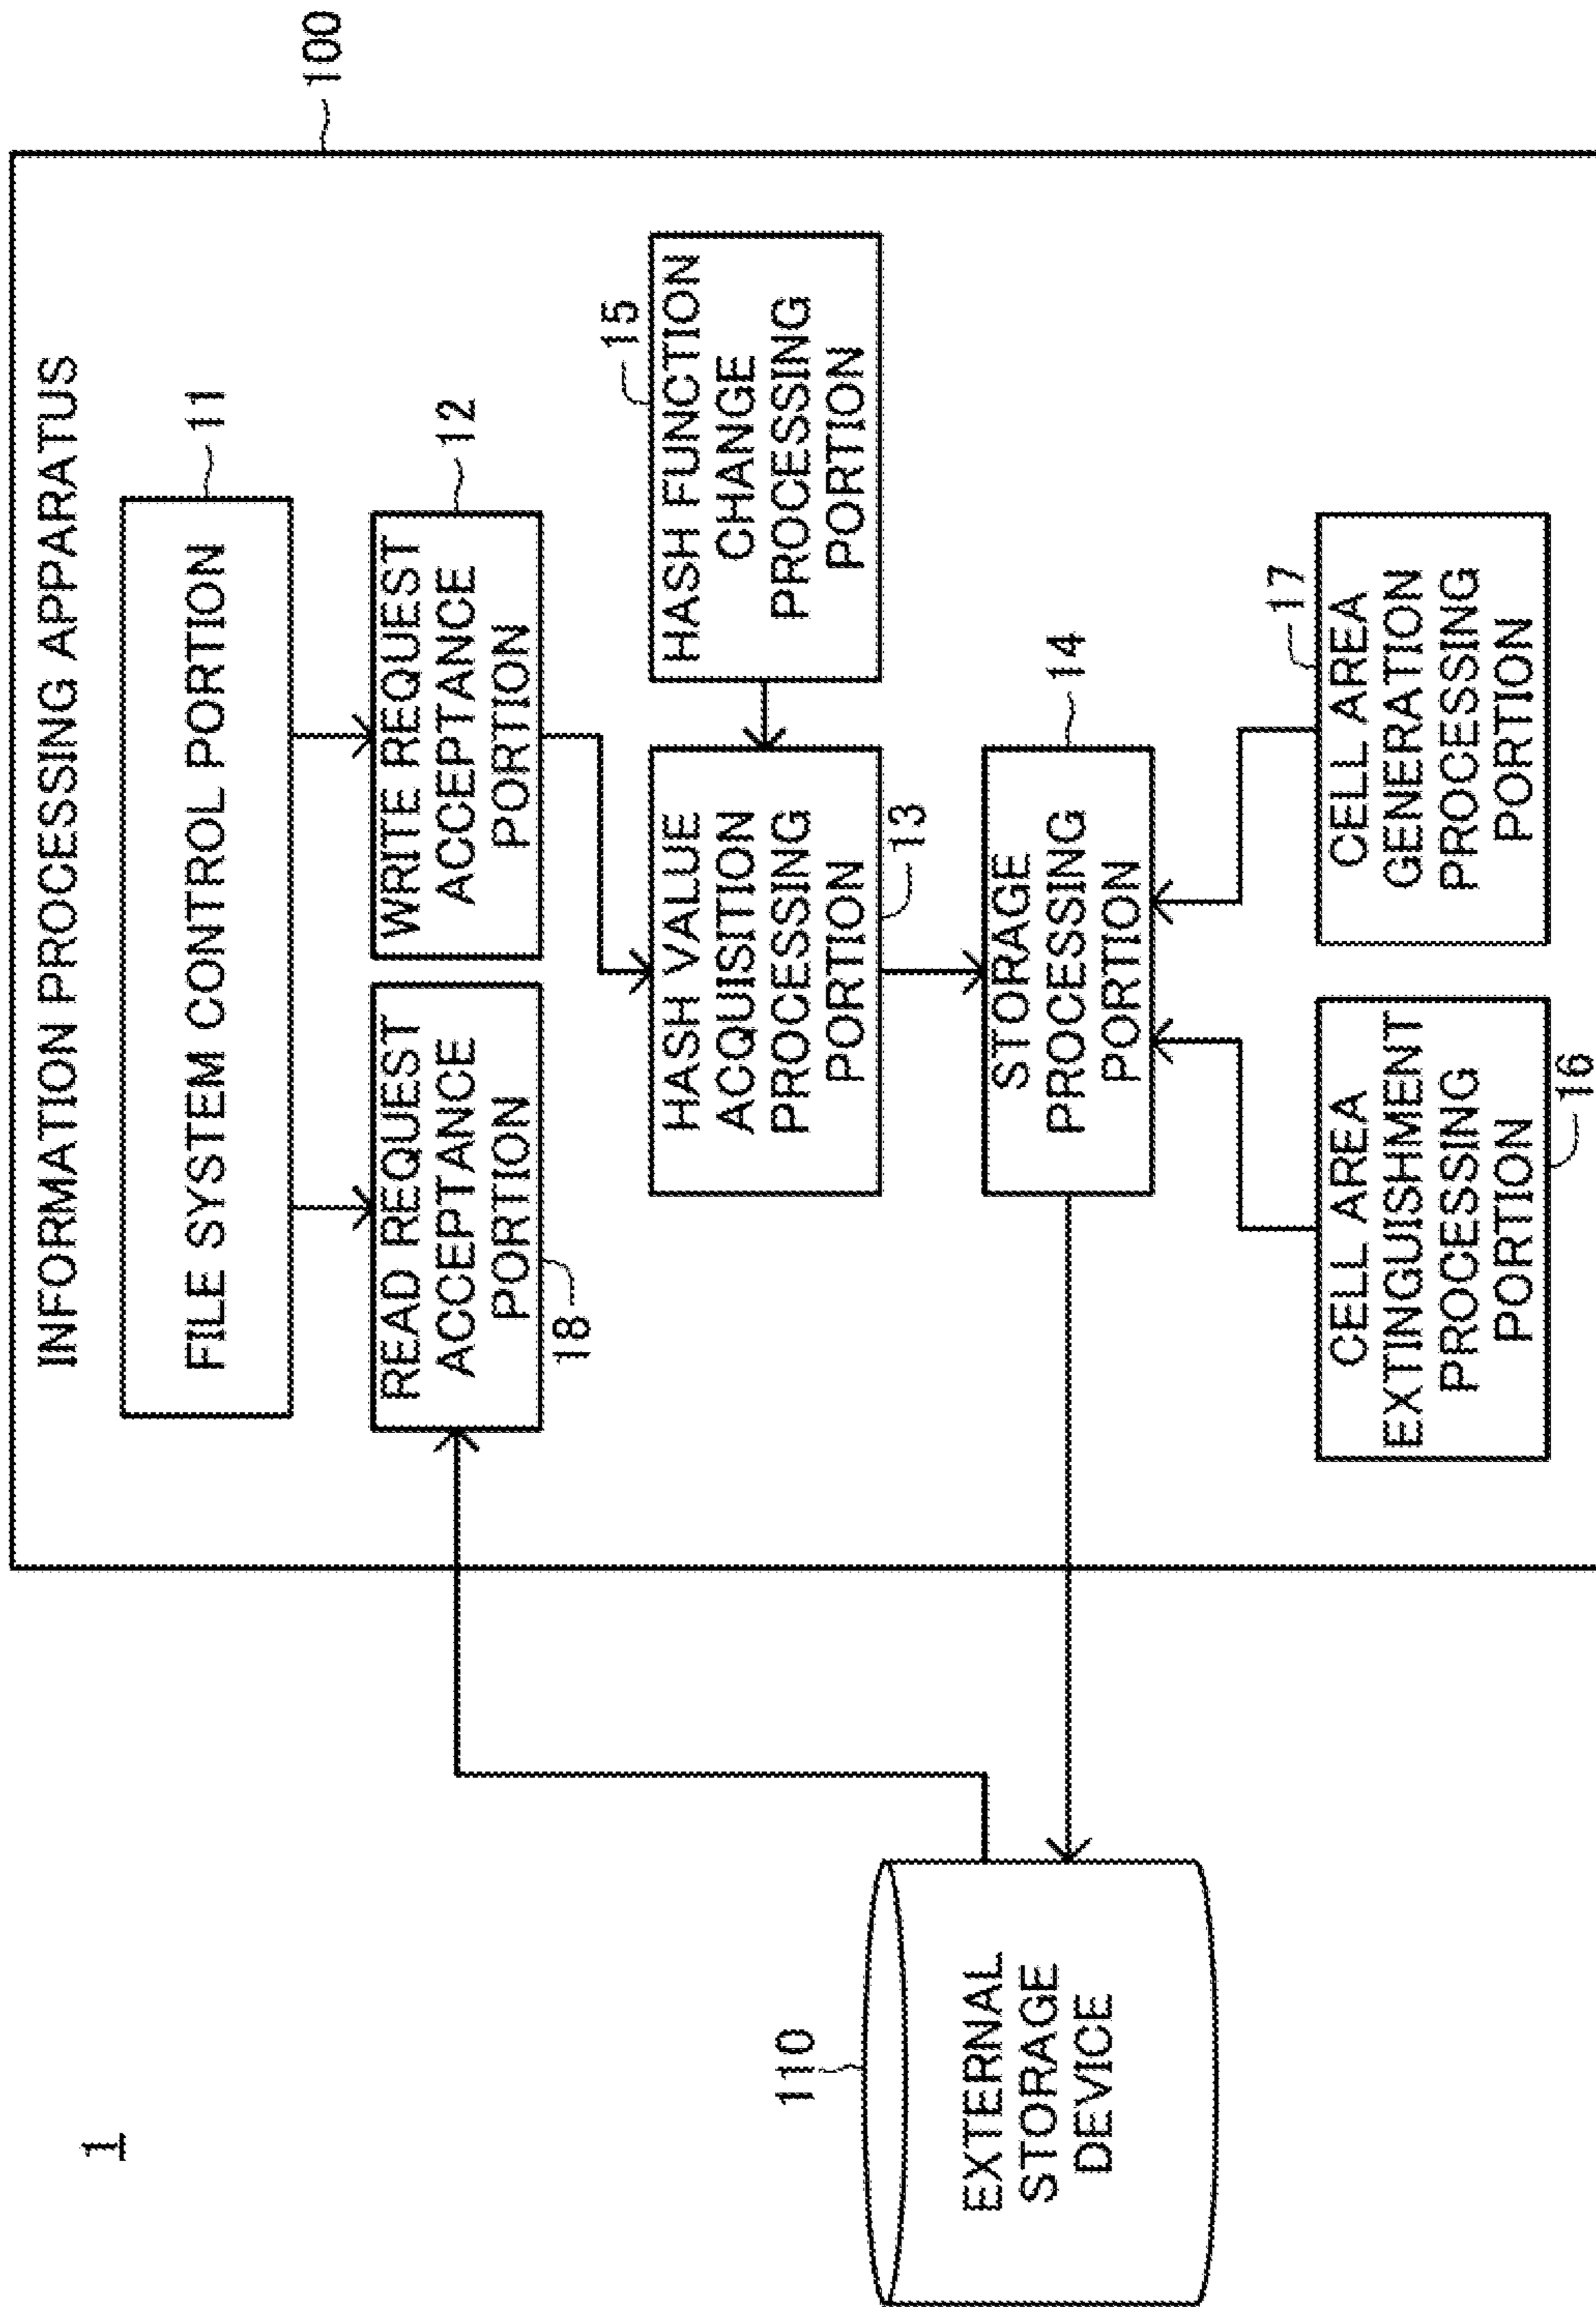 1
INFORMATION PROCESSING APPARATUS
100
FILE SYSTEM CONTROL PORTION
11
READ REQUEST
ACCEPTANCE
PORTION
18
WRITE REQUEST
ACCEPTANCE
PORTION
12
HASH VALUE
ACQUISITION
PROCESSING
PORTION
13
15
HASH FUNCTION
CHANGE
PROCESSING
PORTION
110
EXTERNAL
STORAGE
DEVICE
STORAGE
PROCESSING
PORTION
14
CELL AREA
EXTINGUISHMENT
PROCESSING
PORTION
16
17
CELL AREA
GENERATION
PROCESSING
PORTION